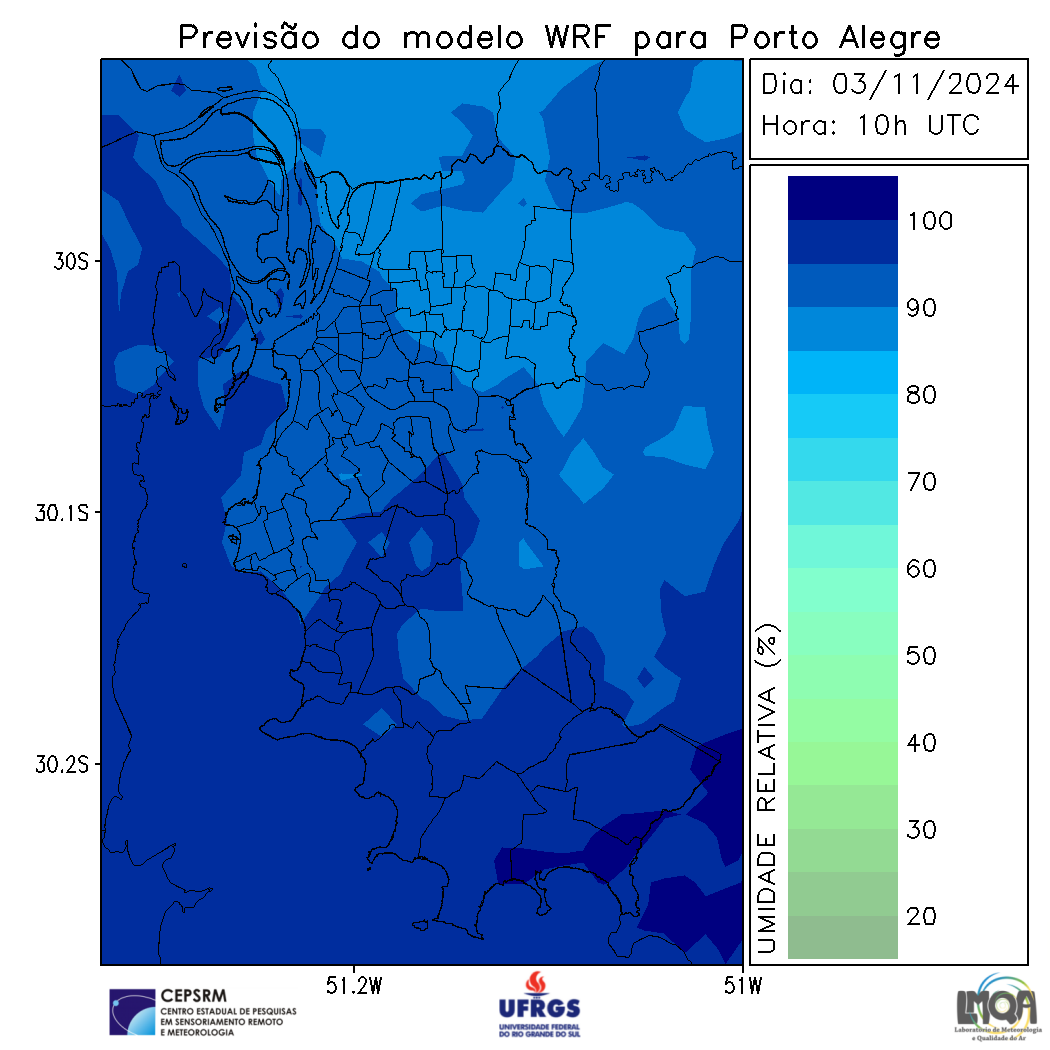 Previsão do modelo WRF para Porto Alegre
Dia: 03/11/2024
Hora: 10h UTC
30S
30.1S
30.2S
51.2W
51W
UMIDADE RELATIVA (%)
100
90
80
70
60
50
40
30
20
CEPSRM
CENTRO ESTADUAL DE PESQUISAS
EM SENSORIAMENTO REMOTO
E METEOROLOGIA
UFRGS
UNIVERSIDADE FEDERAL
DO RIO GRANDE DO SUL
LMQA
Laboratório de Meteorologia
e Qualidade do Ar